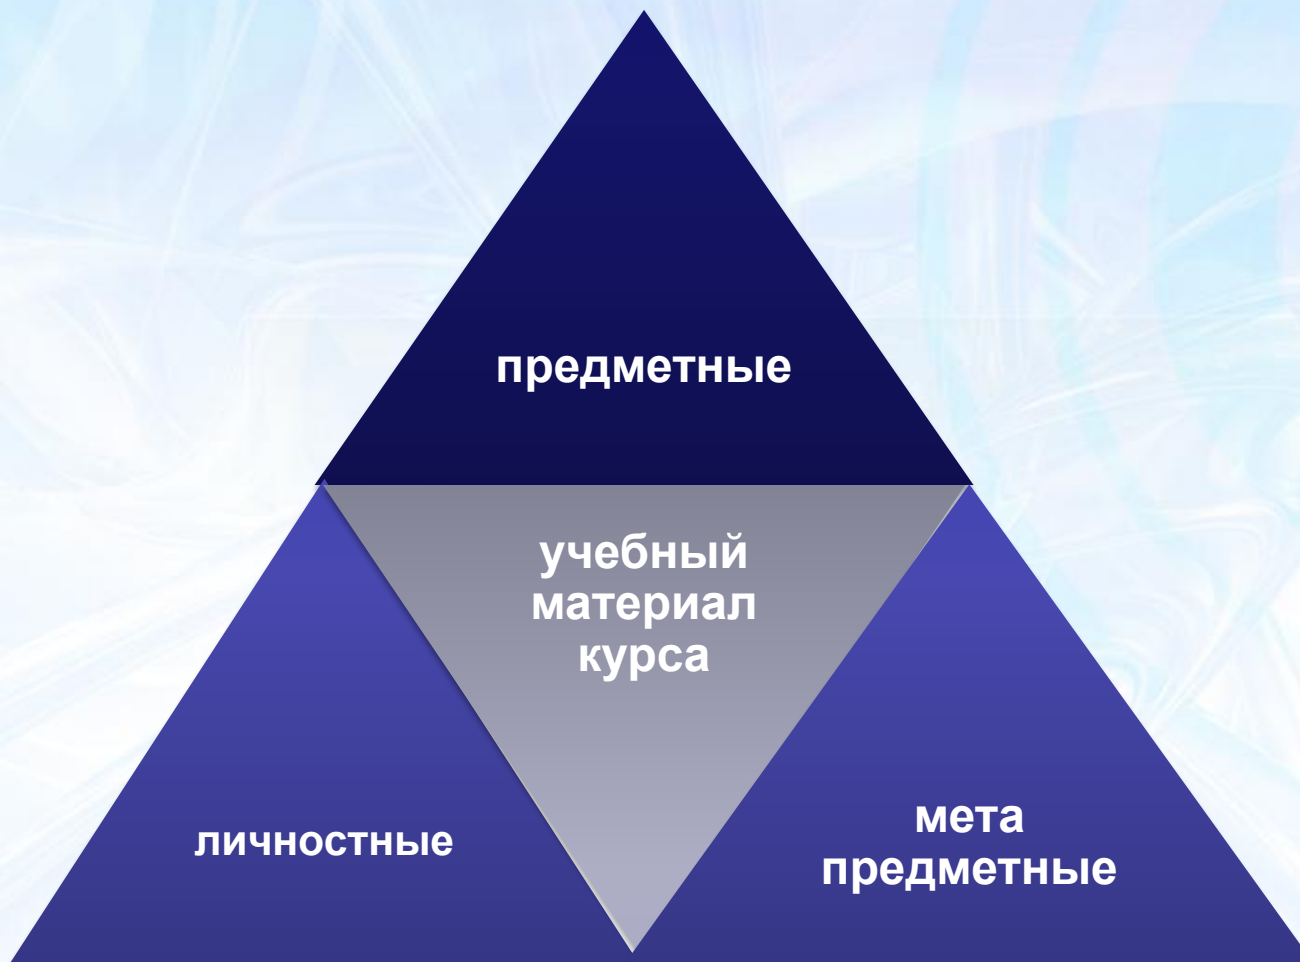 предметные
учебный
материал
курса
личностные
мета
предметные